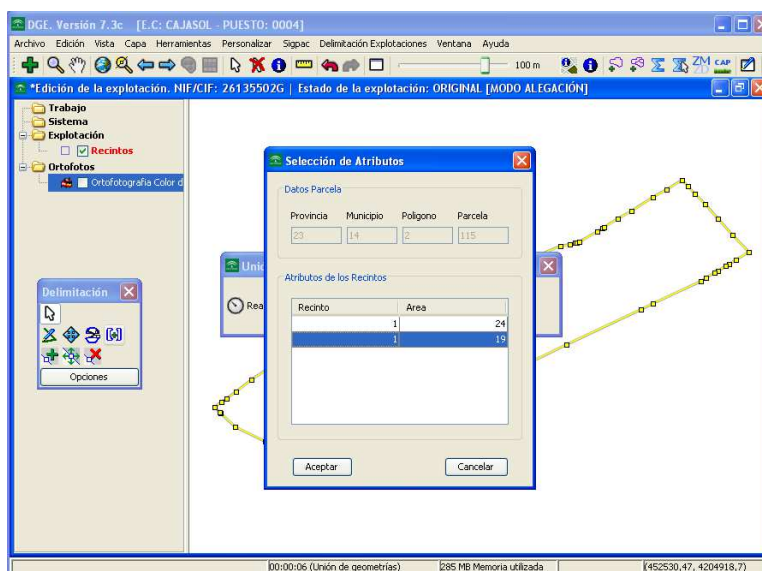 DGE. Versión 7.3c [E.C: CAJASOL - PUESTO: 0004]
Archivo Edición Vista Capa Herramientas Personalizar Sigpac Delimitación Explotaciones Ventana Ayuda
100 m
ZM
CAP
*Edición de la explotación. NIF/CIF: 26135502G | Estado de la explotación: ORIGINAL [MODO ALEGACIÓN]
Trabajo
Sistema
Explotación
Recintos
Ortofotos
Ortofotografia Color d
Delimitación
Opciones
Unió
Rea
Selección de Atributos
Datos Parcela
Provincia Municipio Poligono Parcela
23 14 2 115
Atributos de los Recintos
Recinto Area
1 24
1 19
Aceptar Cancelar
00:00:06 (Unión de geometrías) 285 MB Memoria utilizada (452530,47, 4204918,7)